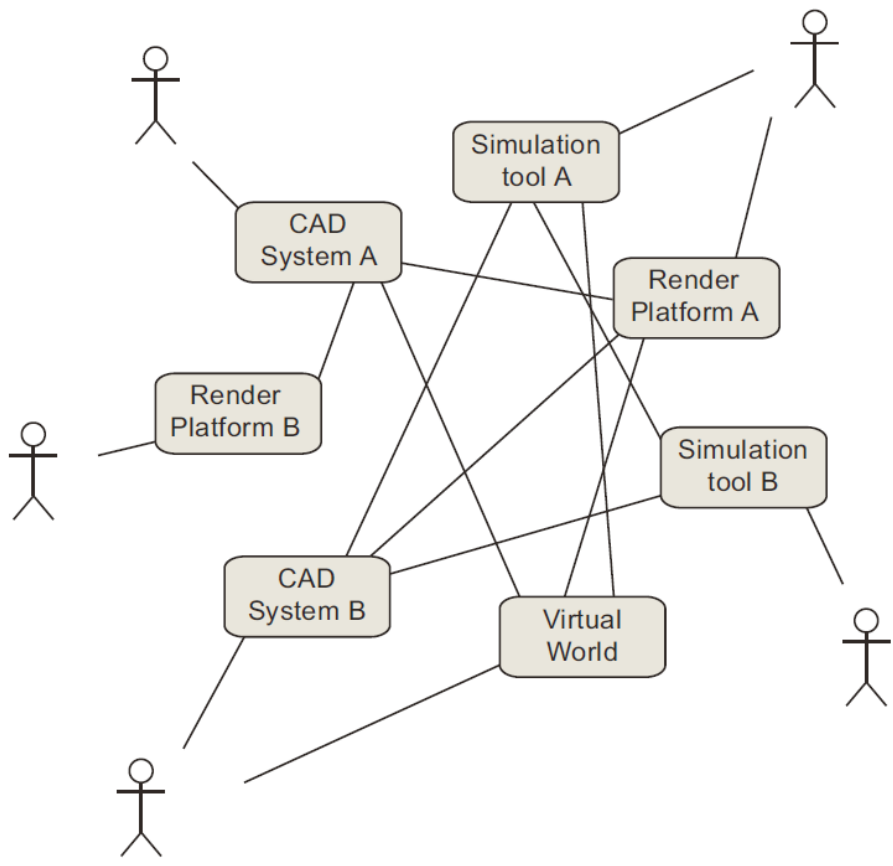 Simulation
tool A
CAD
System A
Render
Platform A
Render
Platform B
Simulation
tool B
CAD
System B
Virtual
World